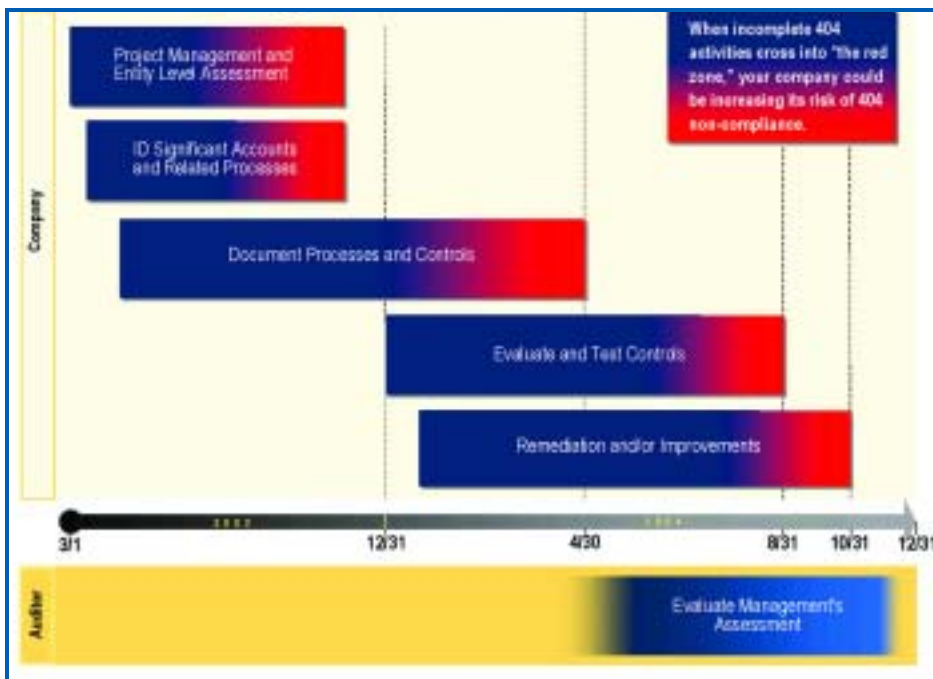 Project Management and
Entity Level Assessment
When incomplete 404
activities cross into "the red
zone," your company could
be increasing its risk of 404
non-compliance.
ID Significant Accounts
and Related Processes
Company
Document Processes and Controls
Evaluate and Test Controls
Remediation and/or Improvements
3/1
12/31
4/30
8/31
10/31
12/31
Auditor
Evaluate Management's
Assessment